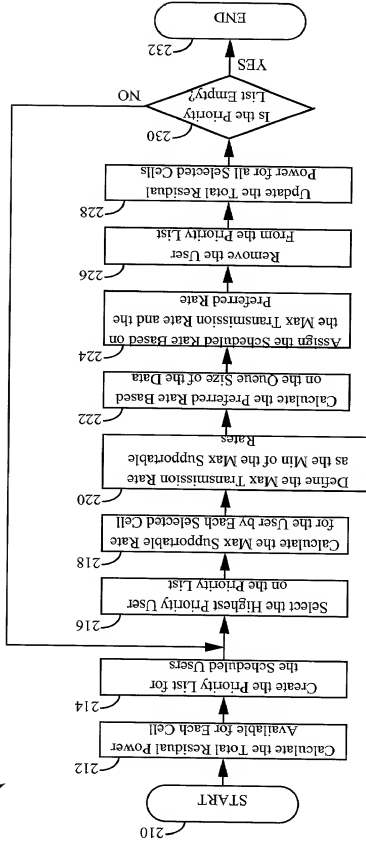 START
210
Calculate the Total Residual Power
Available for Each Cell
212
Create the Priority List for
the Scheduled Users
214
Select the Highest Priority User
on the Priority List
216
Calculate the Max Supportable Rate
for the User by Each Selected Cell
218
Define the Max Transmission Rate
as the Min of the Max Supportable
Rates
220
Calculate the Preferred Rate Based
on the Queue Size of the Data
222
Assign the Scheduled Rate Based on
the Max Transmission Rate and the
Preferred Rate
224
Remove the User
From the Priority List
226
Update the Total Residual
Power for all Selected Cells
228
Is the Priority
List Empty?
230
NO
YES
END
232